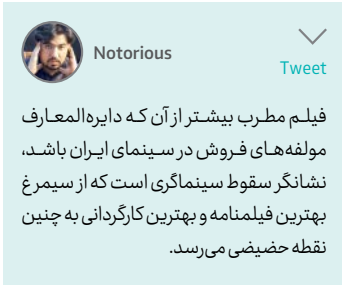 Notorious
Tweet
فیلم مطرب بیشتر از آن که دایره‌المعارف
مولفه‌های فروش در سینمای ایران باشد،
نشانگر سقوط سینماگری است که از سیمرغ
بهترین فیلمنامه و بهترین کارگردانی به چنین
نقطه حضیضی می‌رسد.